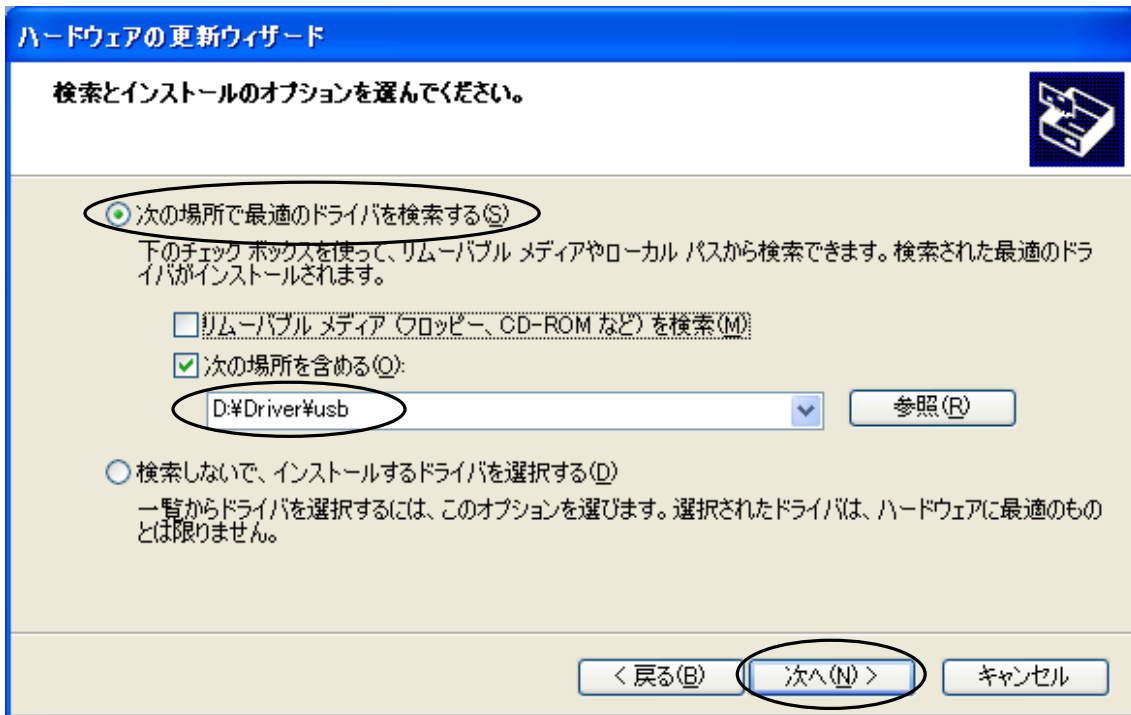 ハードウェアの更新ウィザード
検索とインストールのオプションを選んでください。
次の場所で最適のドライバを検索する(S)
下のチェック ボックスを使って、リムーバブル メディアやローカル パスから検索できます。検索された最適のドラ
イバがインストールされます。
リムーバブル メディア (フロッピー、CD-ROM など) を検索(M)
次の場所を含める(O):
D:¥Driver¥usb
参照(R)
検索しないで、インストールするドライバを選択する(D)
一覧からドライバを選択するには、このオプションを選びます。選択されたドライバは、ハードウェアに最適のもの
とは限りません。
< 戻る(B) 次へ(N) > キャンセル